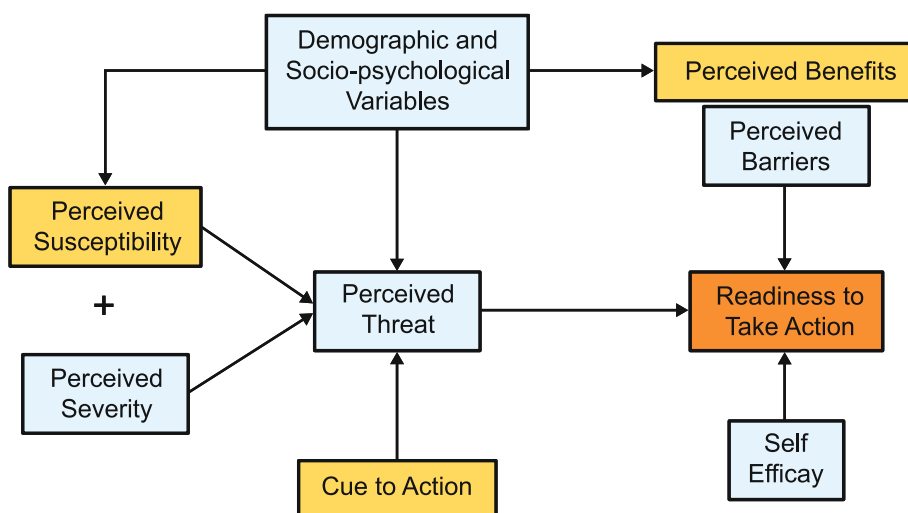 Demographic and
Socio-psychological
Variables
Perceived Benefits
Perceived
Barriers
Perceived
Susceptibility
+
Perceived
Threat
Readiness to
Take Action
Perceived
Severity
Self
Efficay
Cue to Action